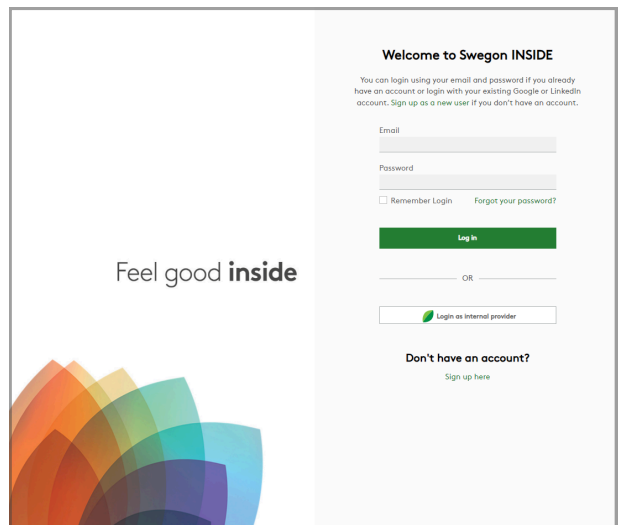 Welcome to Swegon INSIDE
You can login using your email and password if you already
have an account or login with your existing Google or LinkedIn
account. Sign up as a new user if you don't have an account.
Email
Password
Remember Login Forgot your password?
Log in
Feel good inside
OR
Login as internal provider
Don't have an account?
Sign up here